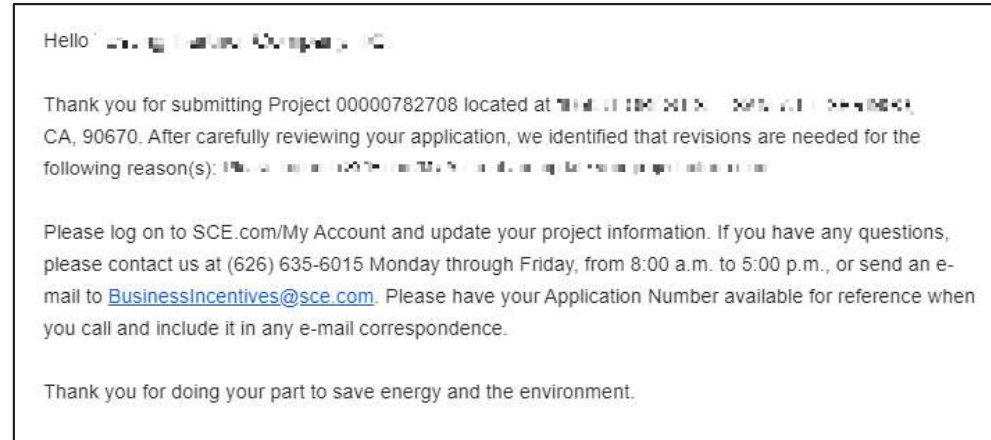 Hello
Thank you for submitting Project 00000782708 located at
CA, 90670. After carefully reviewing your application, we identified that revisions are needed for the
following reason(s):
Please log on to SCE.com/My Account and update your project information. If you have any questions,
please contact us at (626) 635-6015 Monday through Friday, from 8:00 a.m. to 5:00 p.m., or send an e-
mail to BusinessIncentives@sce.com. Please have your Application Number available for reference when
you call and include it in any e-mail correspondence.
Thank you for doing your part to save energy and the environment.